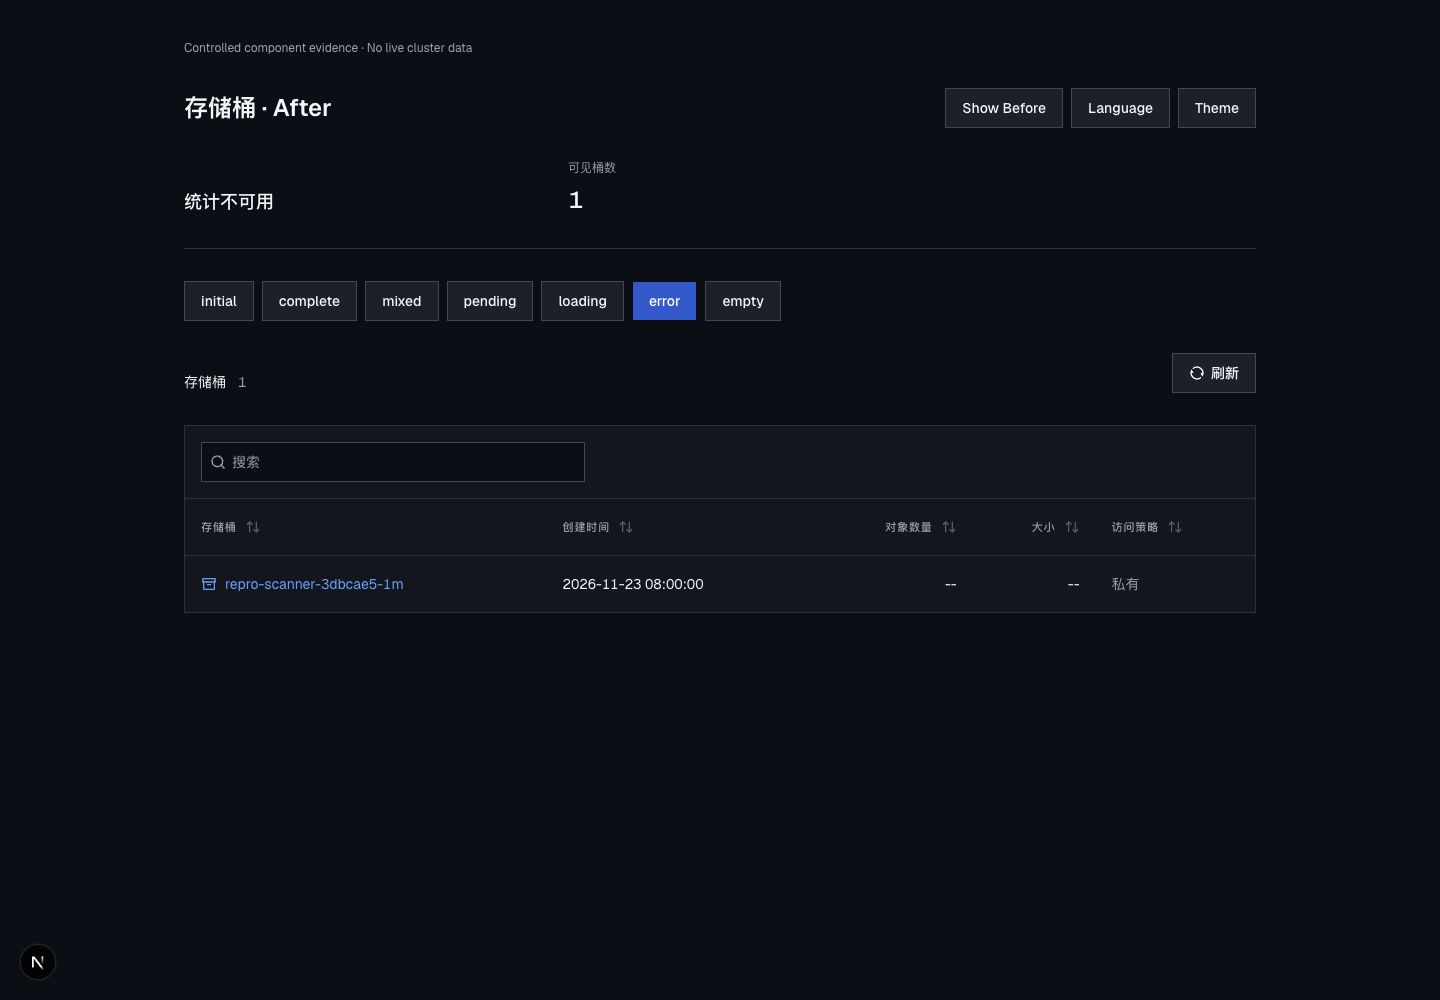 Controlled component evidence · No live cluster data
存储桶 · After
Show Before Language Theme
可见桶数
统计不可用 1
initial complete mixed pending loading error empty
存储桶 1 刷新
搜索
存储桶 创建时间 对象数量 大小 访问策略
repro-scanner-3dbcae5-1m 2026-11-23 08:00:00 -- -- 私有
N